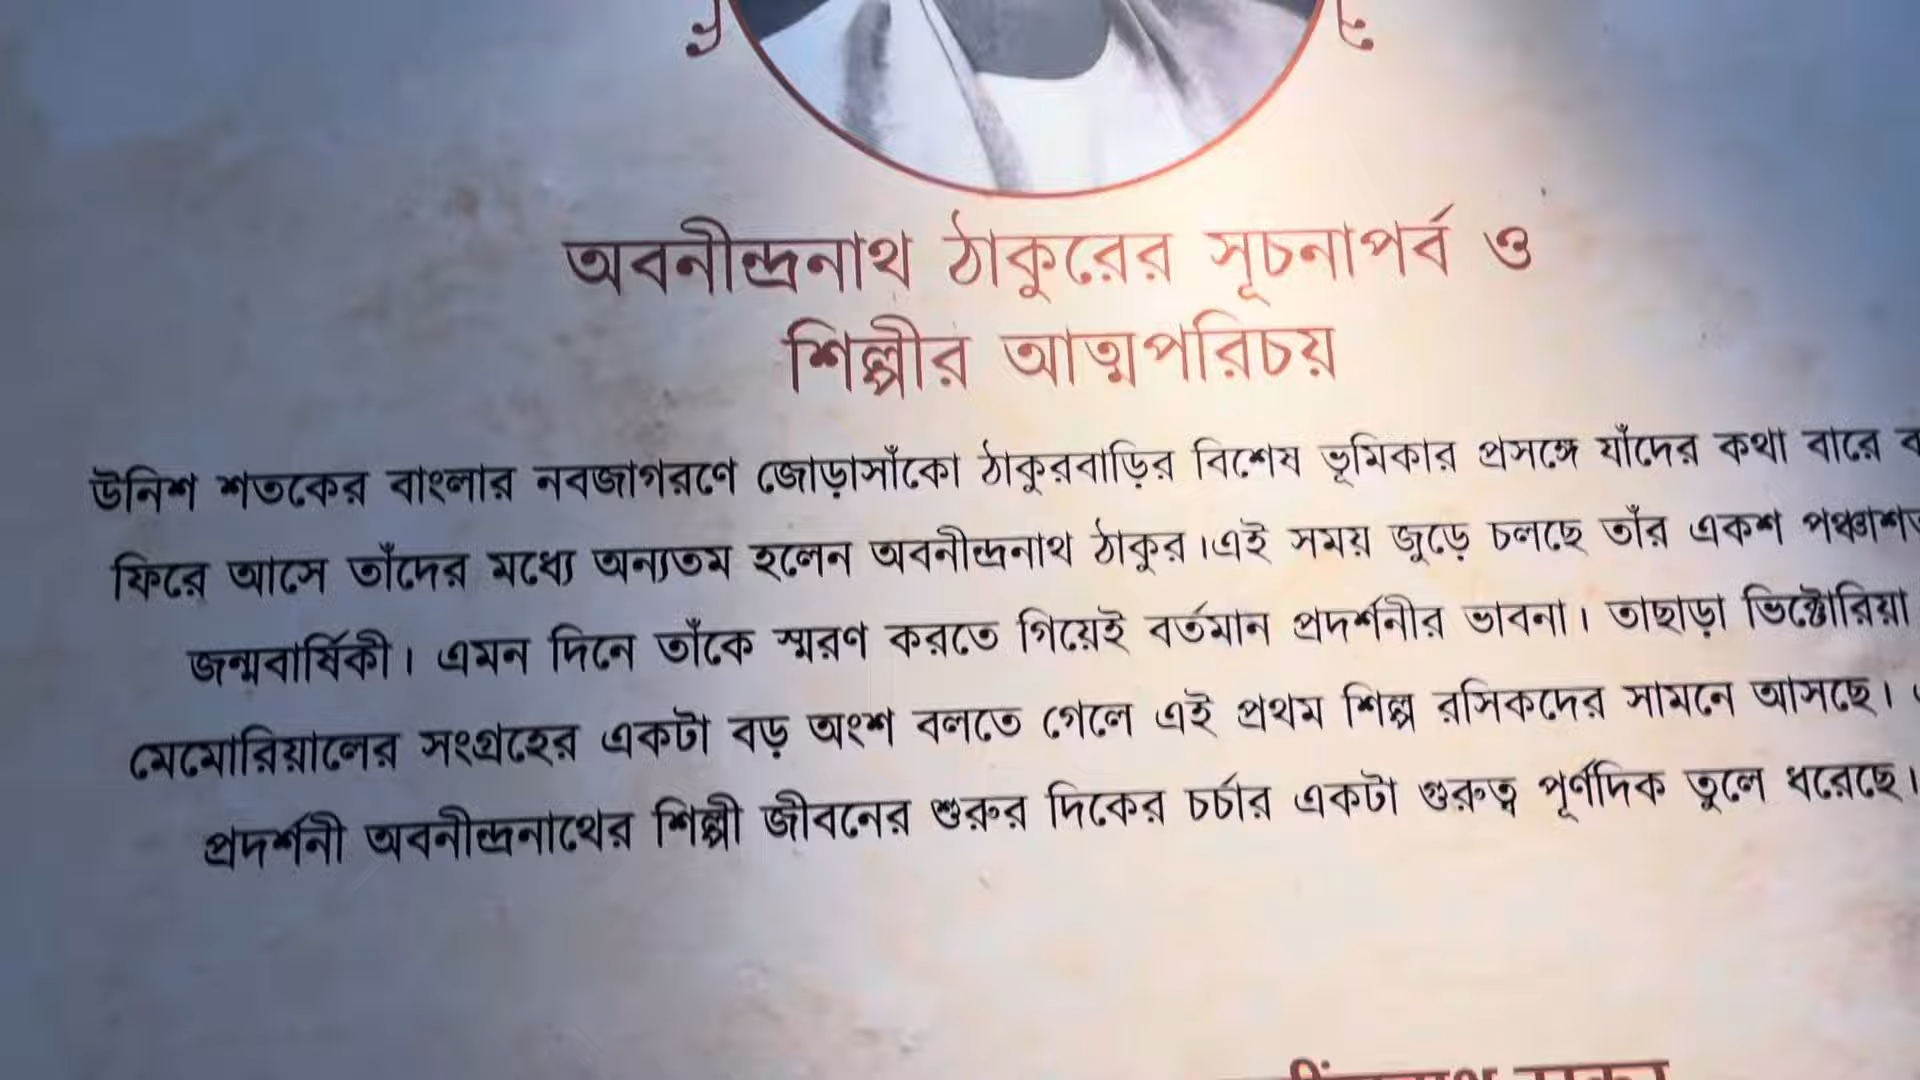 অবনীন্দ্রনাথ ঠাকুরের সূচনাপর্ব ও
শিল্পীর আত্মপরিচয়
উনিশ শতকের বাংলার নবজাগরণে জোড়াসাঁকো ঠাকুরবাড়ির বিশেষ ভূমিকার প্রসঙ্গে যাঁদের কথা বারে
ফিরে আসে তাঁদের মধ্যে অন্যতম হলেন অবনীন্দ্রনাথ ঠাকুর।এই সময় জুড়ে চলছে তাঁর একশ
জন্মবার্ষিকী। এমন দিনে তাঁকে স্মরণ করতে গিয়েই বর্তমান প্রদর্শনীর ভাবনা। তাছাড়া ভিক্টোরিয়া
মেমোরিয়ালের সংগ্রহের একটা বড় অংশ বলতে গেলে এই প্রথম শিল্প রসিকদের সামনে আসছে।
প্রদর্শনী অবনীন্দ্রনাথের শিল্পী জীবনের শুরুর দিকের চর্চার একটা গুরুত্ব পূর্ণদিক তুলে ধরেছে।